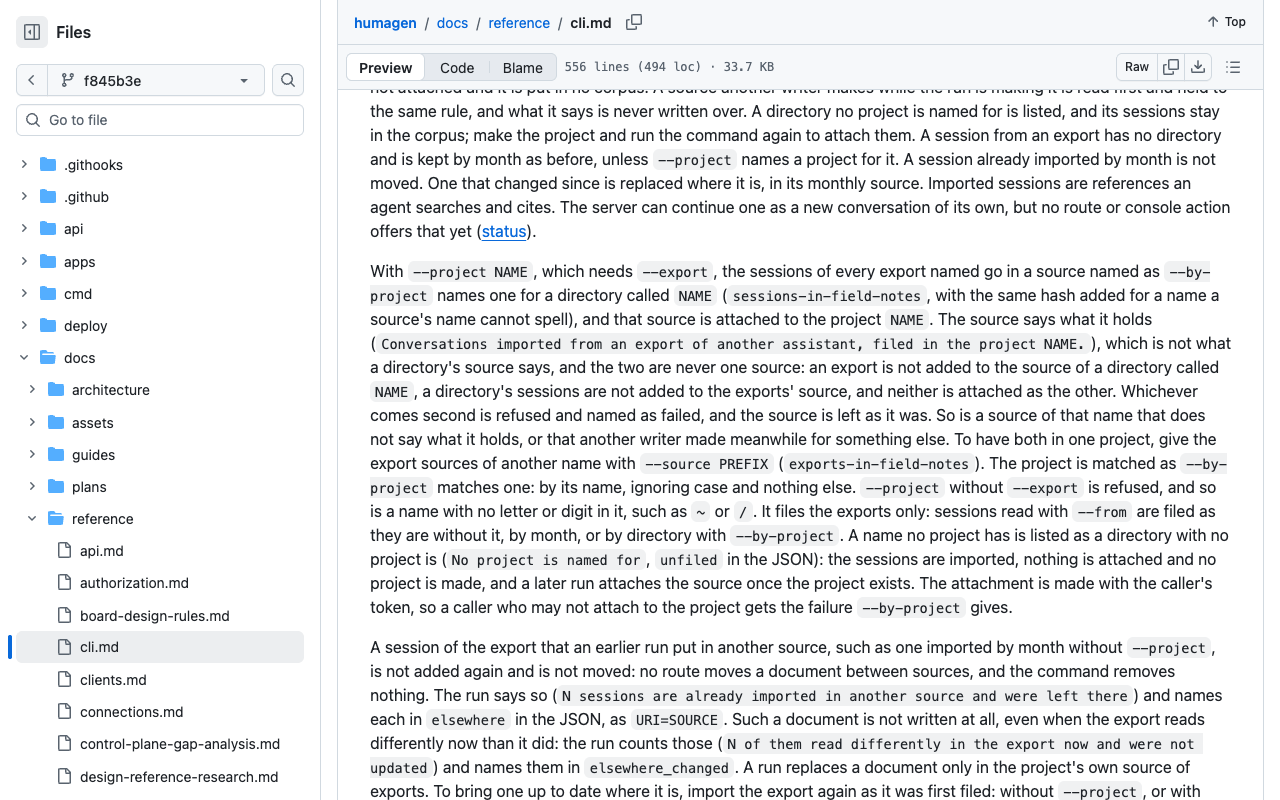 Files
humagen / docs / reference / cli.md
Top
f845b3e
Preview Code Blame 556 lines (494 loc) · 33.7 KB Raw
Go to file
.githooks
.github
api
apps
cmd
deploy
docs
architecture
assets
guides
plans
reference
api.md
authorization.md
board-design-rules.md
cli.md
clients.md
connections.md
control-plane-gap-analysis.md
design-reference-research.md
not attached and it is put in no corpus. A source another writer makes while the run is making it is read first and held to
the same rule, and what it says is never written over. A directory no project is named for is listed, and its sessions stay
in the corpus; make the project and run the command again to attach them. A session from an export has no directory
and is kept by month as before, unless --project names a project for it. A session already imported by month is not
moved. One that changed since is replaced where it is, in its monthly source. Imported sessions are references an
agent searches and cites. The server can continue one as a new conversation of its own, but no route or console action
offers that yet (status).
With --project NAME, which needs --export, the sessions of every export named go in a source named as --by-
project names one for a directory called NAME (sessions-in-field-notes, with the same hash added for a name a
source's name cannot spell), and that source is attached to the project NAME. The source says what it holds
(Conversations imported from an export of another assistant, filed in the project NAME.), which is not what
a directory's source says, and the two are never one source: an export is not added to the source of a directory called
NAME, a directory's sessions are not added to the exports' source, and neither is attached as the other. Whichever
comes second is refused and named as failed, and the source is left as it was. So is a source of that name that does
not say what it holds, or that another writer made meanwhile for something else. To have both in one project, give the
export sources of another name with --source PREFIX (exports-in-field-notes). The project is matched as --by-
project matches one: by its name, ignoring case and nothing else. --project without --export is refused, and so
is a name with no letter or digit in it, such as ~ or /. It files the exports only: sessions read with --from are filed as
they are without it, by month, or by directory with --by-project. A name no project has is listed as a directory with no
project is (No project is named for, unfiled in the JSON): the sessions are imported, nothing is attached and no
project is made, and a later run attaches the source once the project exists. The attachment is made with the caller's
token, so a caller who may not attach to the project gets the failure --by-project gives.
A session of the export that an earlier run put in another source, such as one imported by month without --project,
is not added again and is not moved: no route moves a document between sources, and the command removes
nothing. The run says so (N sessions are already imported in another source and were left there) and names
each in elsewhere in the JSON, as URI=SOURCE. Such a document is not written at all, even when the export reads
differently now than it did: the run counts those (N of them read differently in the export now and were not
updated) and names them in elsewhere_changed. A run replaces a document only in the project's own source of
exports. To bring one up to date where it is, import the export again as it was first filed: without --project, or with